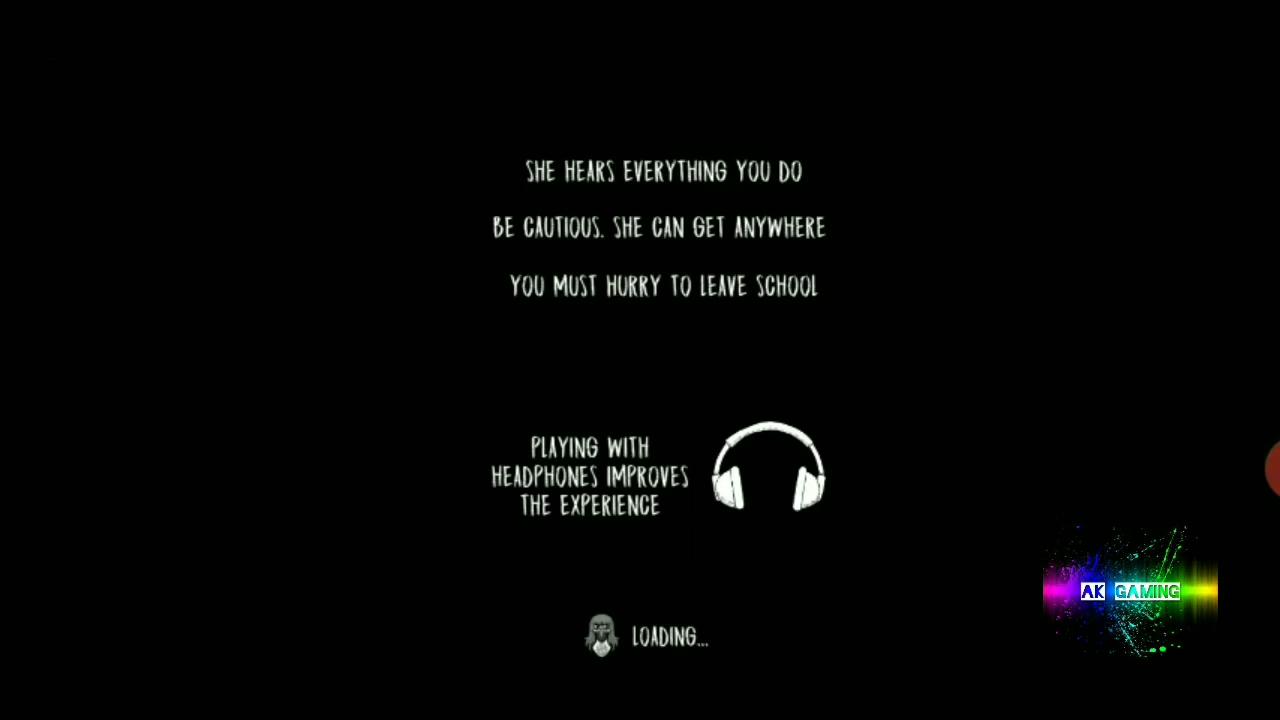 SHE HEARS EVERYTHING YOU DO
BE CAUTIOUS. SHE CAN GET ANYWHERE
YOU MUST HURRY TO LEAVE SCHOOL
PLAYING WITH
HEADPHONES IMPROVES
THE EXPERIENCE
LOADING...
AK GAMING